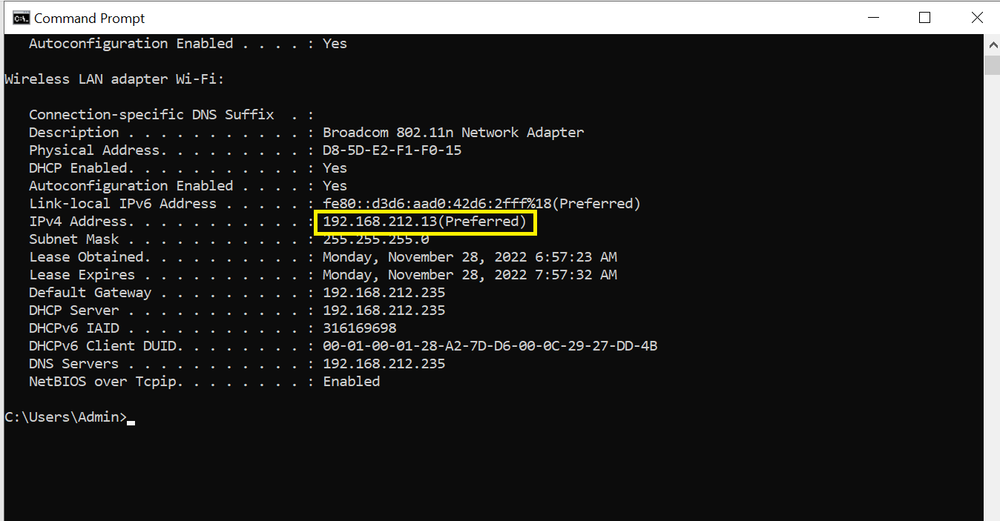 Command Prompt
Autoconfiguration Enabled . . . . : Yes
Wireless LAN adapter Wi-Fi:
Connection-specific DNS Suffix  . :
Description . . . . . . . . . . . : Broadcom 802.11n Network Adapter
Physical Address. . . . . . . . . : D8-5D-E2-F1-F0-15
DHCP Enabled. . . . . . . . . . . : Yes
Autoconfiguration Enabled . . . . : Yes
Link-local IPv6 Address . . . . . : fe80::d3d6:aad0:42d6:2fff%18(Preferred)
IPv4 Address. . . . . . . . . . . : 192.168.212.13(Preferred)
Subnet Mask . . . . . . . . . . . : 255.255.255.0
Lease Obtained. . . . . . . . . . : Monday, November 28, 2022 6:57:23 AM
Lease Expires . . . . . . . . . . : Monday, November 28, 2022 7:57:32 AM
Default Gateway . . . . . . . . . : 192.168.212.235
DHCP Server . . . . . . . . . . . : 192.168.212.235
DHCPv6 IAID . . . . . . . . . . . : 316169698
DHCPv6 Client DUID. . . . . . . . : 00-01-00-01-28-A2-7D-D6-00-0C-29-27-DD-4B
DNS Servers . . . . . . . . . . . : 192.168.212.235
NetBIOS over Tcpip. . . . . . . . : Enabled
C:\Users\Admin>